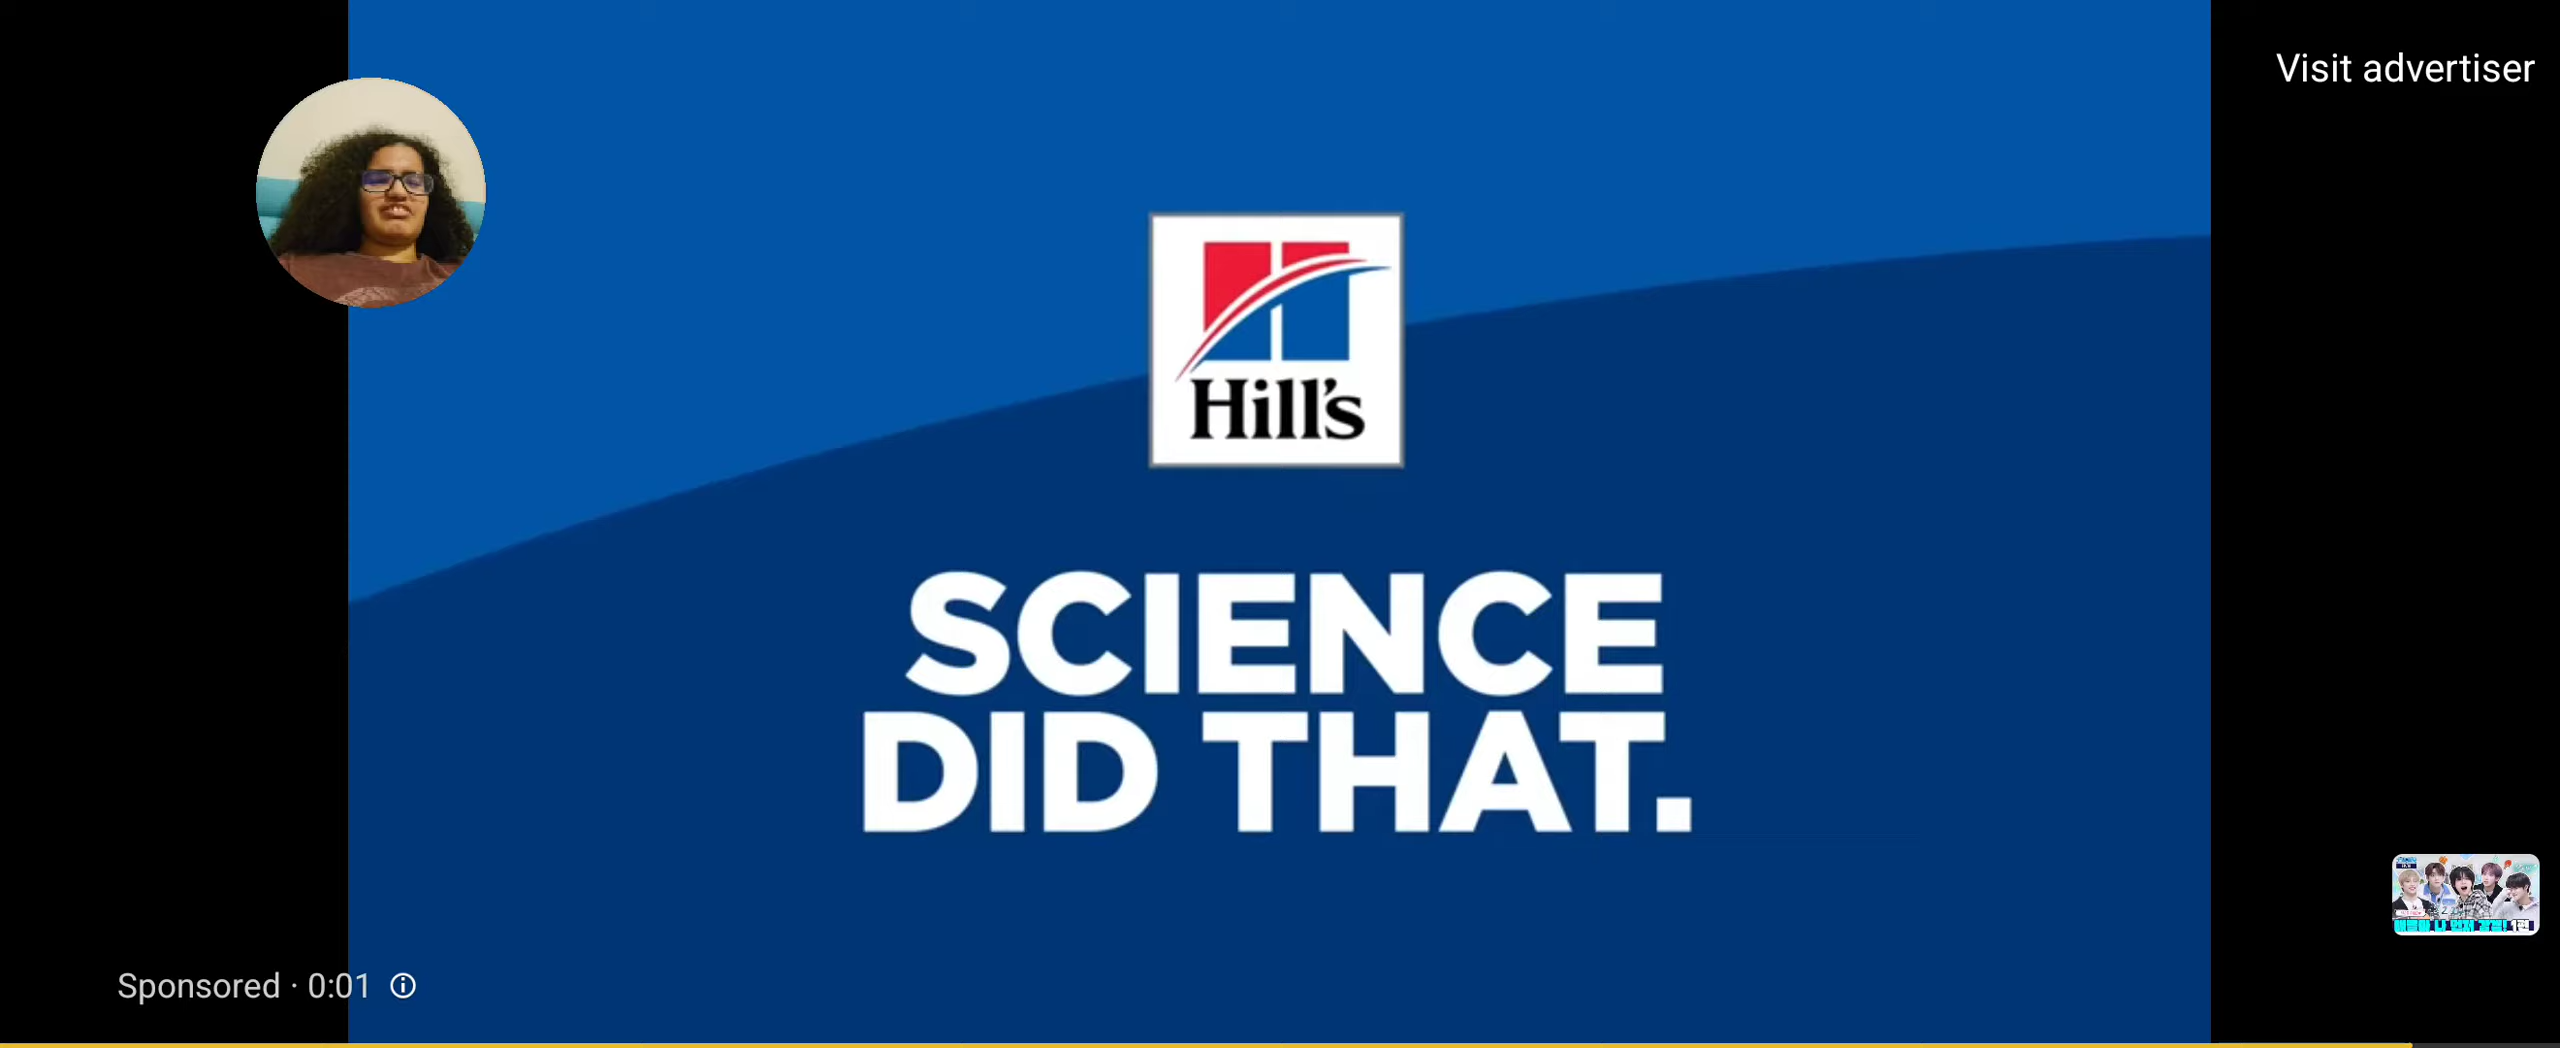 Visit advertiser
Hill's
SCIENCE
DID THAT.
Sponsored · 0:01